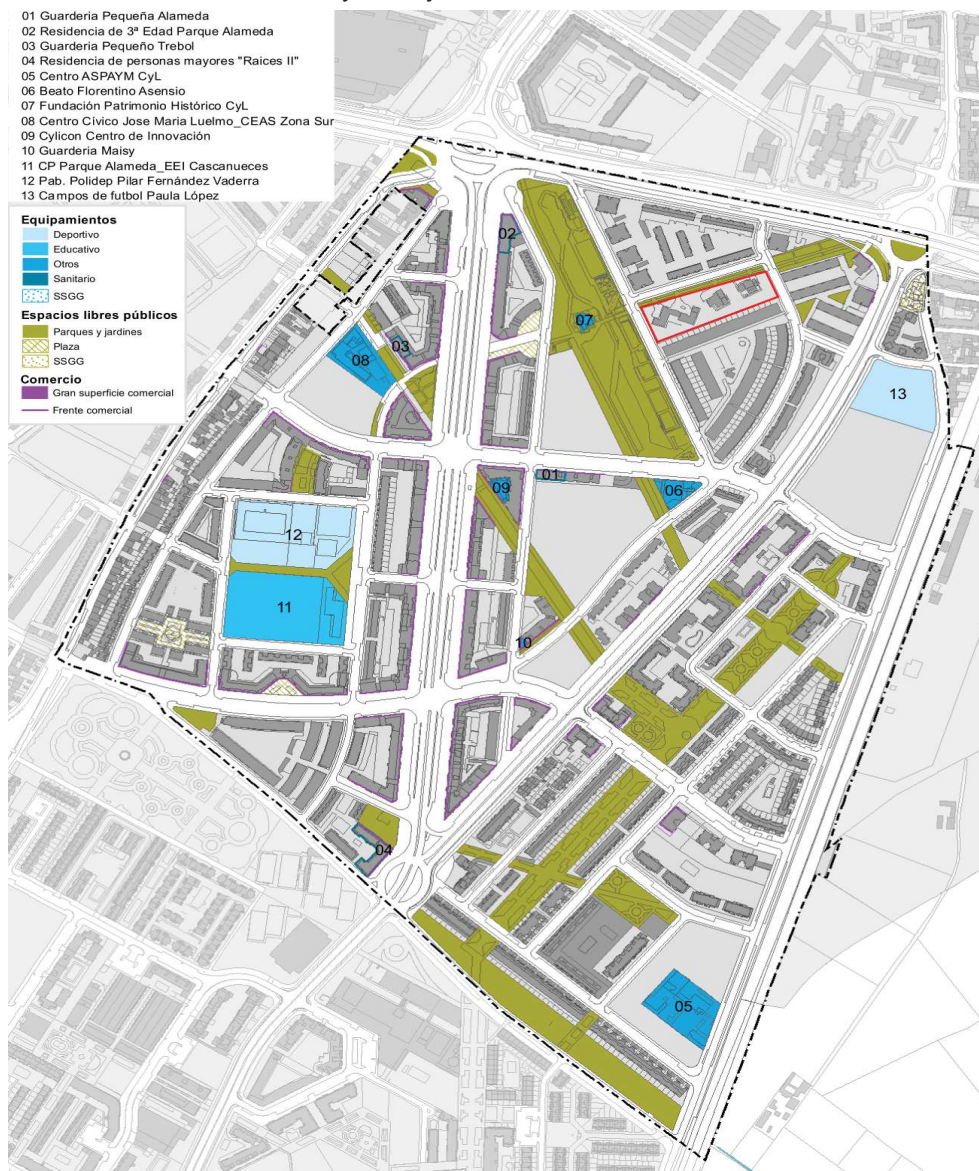 01 Guarderia Pequeña Alameda
02 Residencia de 3ª Edad Parque Alameda
03 Guarderia Pequeño Trebol
04 Residencia de personas mayores "Raices II"
05 Centro ASPAYM CyL
06 Beato Florentino Asensio
07 Fundación Patrimonio Histórico CyL
08 Centro Cívico Jose Maria Luelmo_CEAS Zona Sur
09 Cylicon Centro de Innovación
10 Guarderia Maisy
11 CP Parque Alameda_EEI Cascanueces
12 Pab. Polidep Pilar Fernández Vaderra
13 Campos de futbol Paula López
Equipamientos
Deportivo
Educativo
Otros
Sanitario
SSGG
Espacios libres públicos
Parques y jardines
Plaza
SSGG
Comercio
Gran superficie comercial
Frente comercial
02
07
03
08
13
01
09
06
12
11
10
04
05